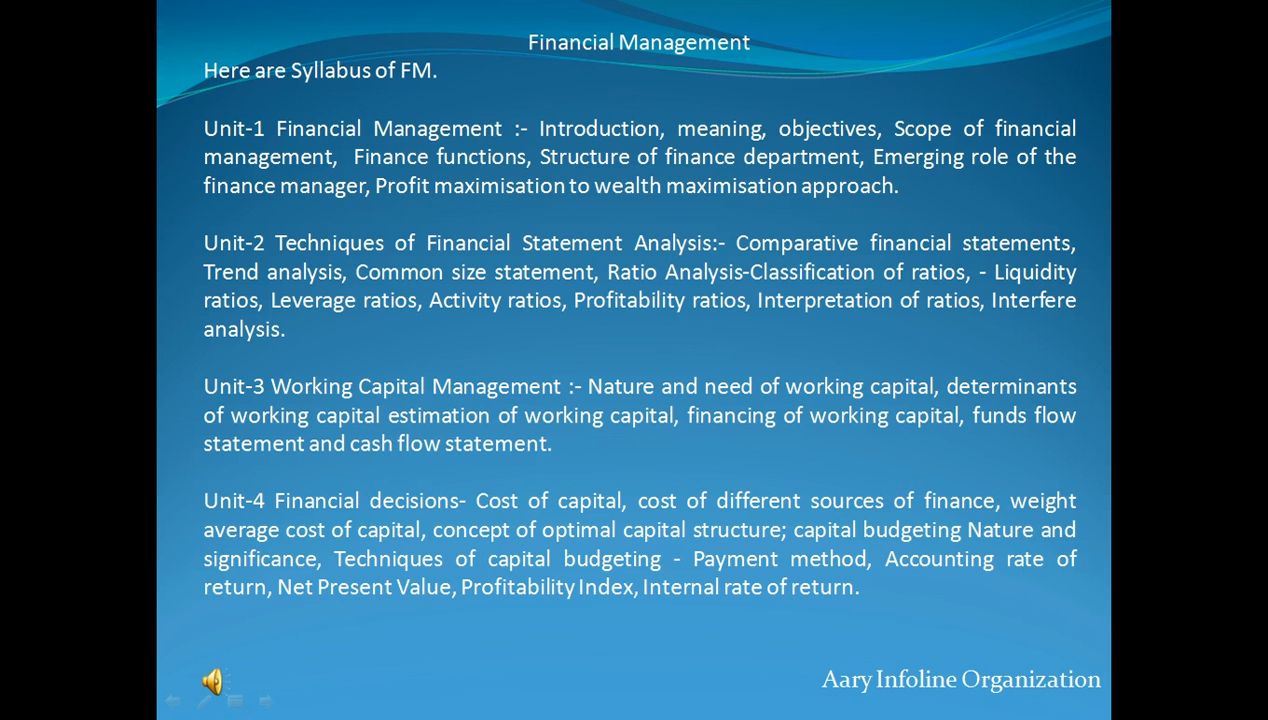 Financial Management
Here are Syllabus of FM.
Unit-1 Financial Management :- Introduction, meaning, objectives, Scope of financial
management, Finance functions, Structure of finance department, Emerging role of the
finance manager, Profit maximisation to wealth maximisation approach.
Unit-2 Techniques of Financial Statement Analysis:- Comparative financial statements,
Trend analysis, Common size statement, Ratio Analysis-Classification of ratios, - Liquidity
ratios, Leverage ratios, Activity ratios, Profitability ratios, Interpretation of ratios, Interfere
analysis.
Unit-3 Working Capital Management :- Nature and need of working capital, determinants
of working capital estimation of working capital, financing of working capital, funds flow
statement and cash flow statement.
Unit-4 Financial decisions- Cost of capital, cost of different sources of finance, weight
average cost of capital, concept of optimal capital structure; capital budgeting Nature and
significance, Techniques of capital budgeting - Payment method, Accounting rate of
return, Net Present Value, Profitability Index, Internal rate of return.
Aary Infoline Organization